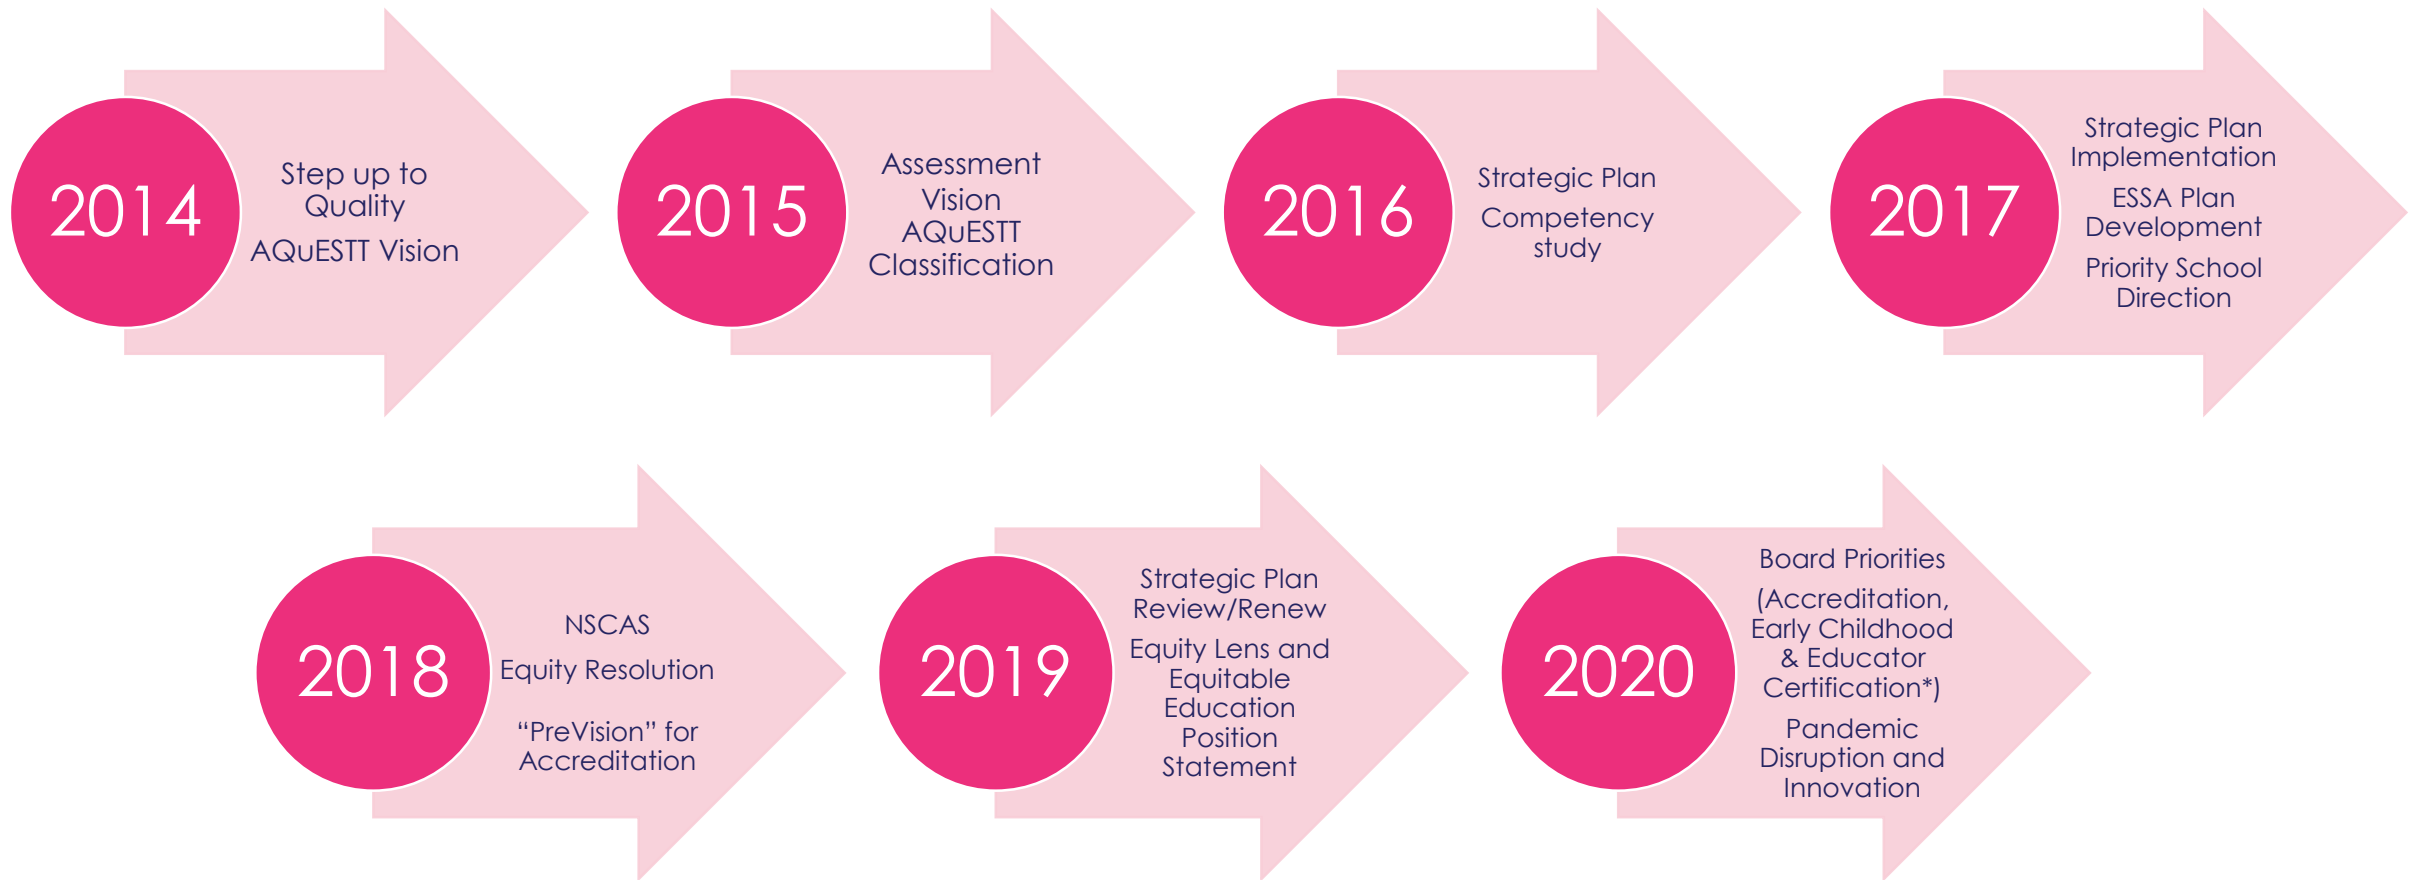 2014
Step up to
Quality
AQuESTT Vision
2015
Assessment
Vision
AQuESTT
Classification
2016
Strategic Plan
Competency
study
2017
Strategic Plan
Implementation
ESSA Plan
Development
Priority School
Direction
2018
NSCAS
Equity Resolution
“PreVision” for
Accreditation
2019
Strategic Plan
Review/Renew
Equity Lens and
Equitable
Education
Position
Statement
2020
Board Priorities
(Accreditation,
Early Childhood
& Educator
Certification*)
Pandemic
Disruption and
Innovation